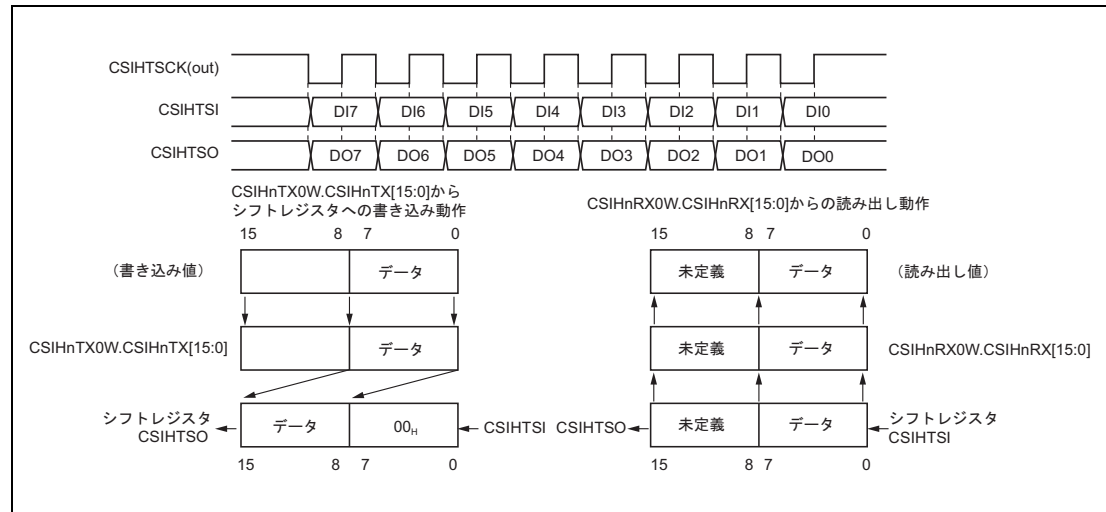 CSIHTSCK(out)
CSIHTSI DI7 DI6 DI5 DI4 DI3 DI2 DI1 DI0
CSIHTSO DO7 DO6 DO5 DO4 DO3 DO2 DO1 DO0
CSIHnTX0W.CSIHnTX[15:0]から
シフトレジスタへの書き込み動作
CSIHnRX0W.CSIHnRX[15:0]からの読み出し動作
15 8 7 0 15 8 7 0
（書き込み値） データ 未定義 データ （読み出し値）
CSIHnTX0W.CSIHnTX[15:0] データ 未定義 データ CSIHnRX0W.CSIHnRX[15:0]
シフトレジスタ
CSIHTSO データ 00H CSIHTSI CSIHTSO 未定義 データ シフトレジスタ
CSIHTSI
15 8 7 0 15 8 7 0